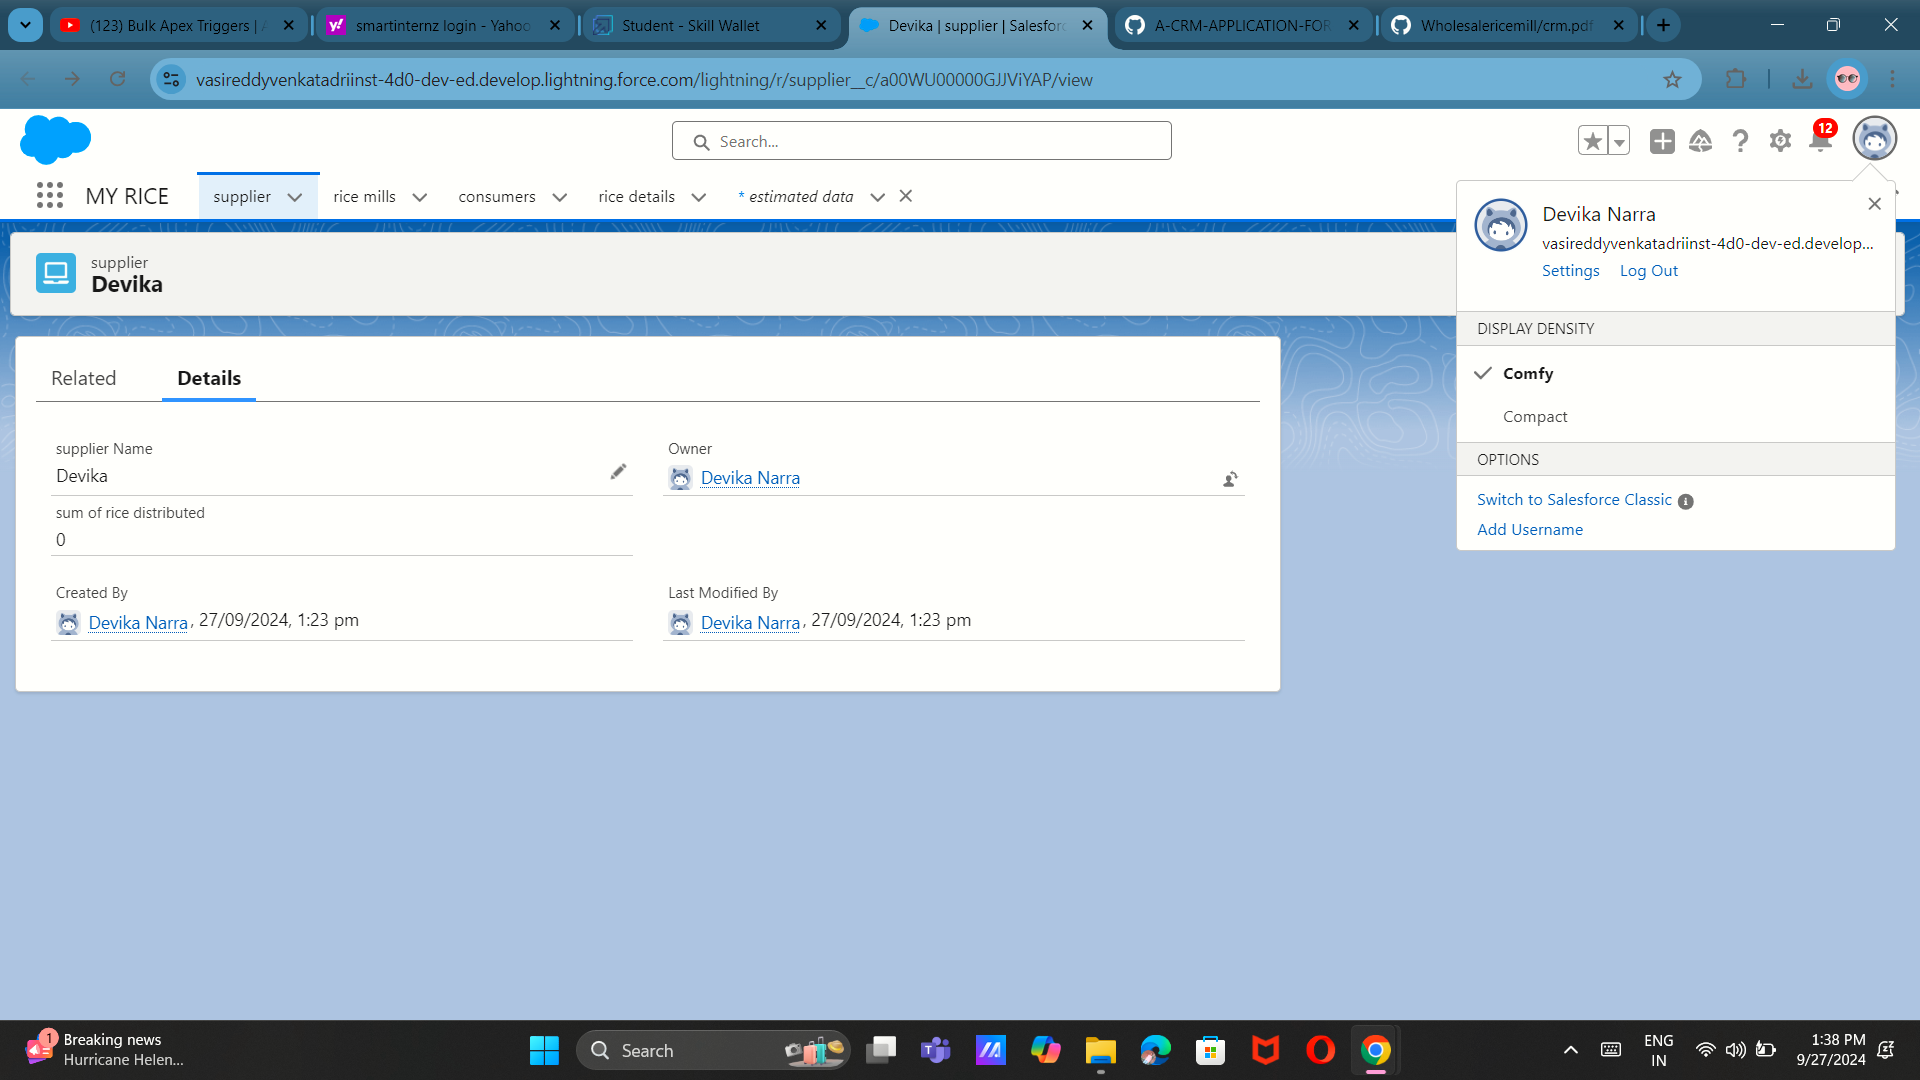 (123) Bulk Apex Triggers |
smartinternz login - Yahoo
Student - Skill Wallet
Devika | supplier | Salesforc
A-CRM-APPLICATION-FOR
Wholesalericemill/crm.pdf
vasireddyvenkatadriinst-4d0-dev-ed.develop.lightning.force.com/lightning/r/supplier__c/a00WU00000GJJViYAP/view
Search...
12
MY RICE
supplier
rice mills
consumers
rice details
* estimated data
supplier
Devika
Related
Details
supplier Name
Devika
Owner
Devika Narra
sum of rice distributed
0
Created By
Devika Narra, 27/09/2024, 1:23 pm
Last Modified By
Devika Narra, 27/09/2024, 1:23 pm
Devika Narra
vasireddyvenkatadriinst-4d0-dev-ed.develop...
Settings
Log Out
DISPLAY DENSITY
Comfy
Compact
OPTIONS
Switch to Salesforce Classic
Add Username
1
Breaking news
Hurricane Helen...
Search
ENG
IN
1:38 PM
9/27/2024